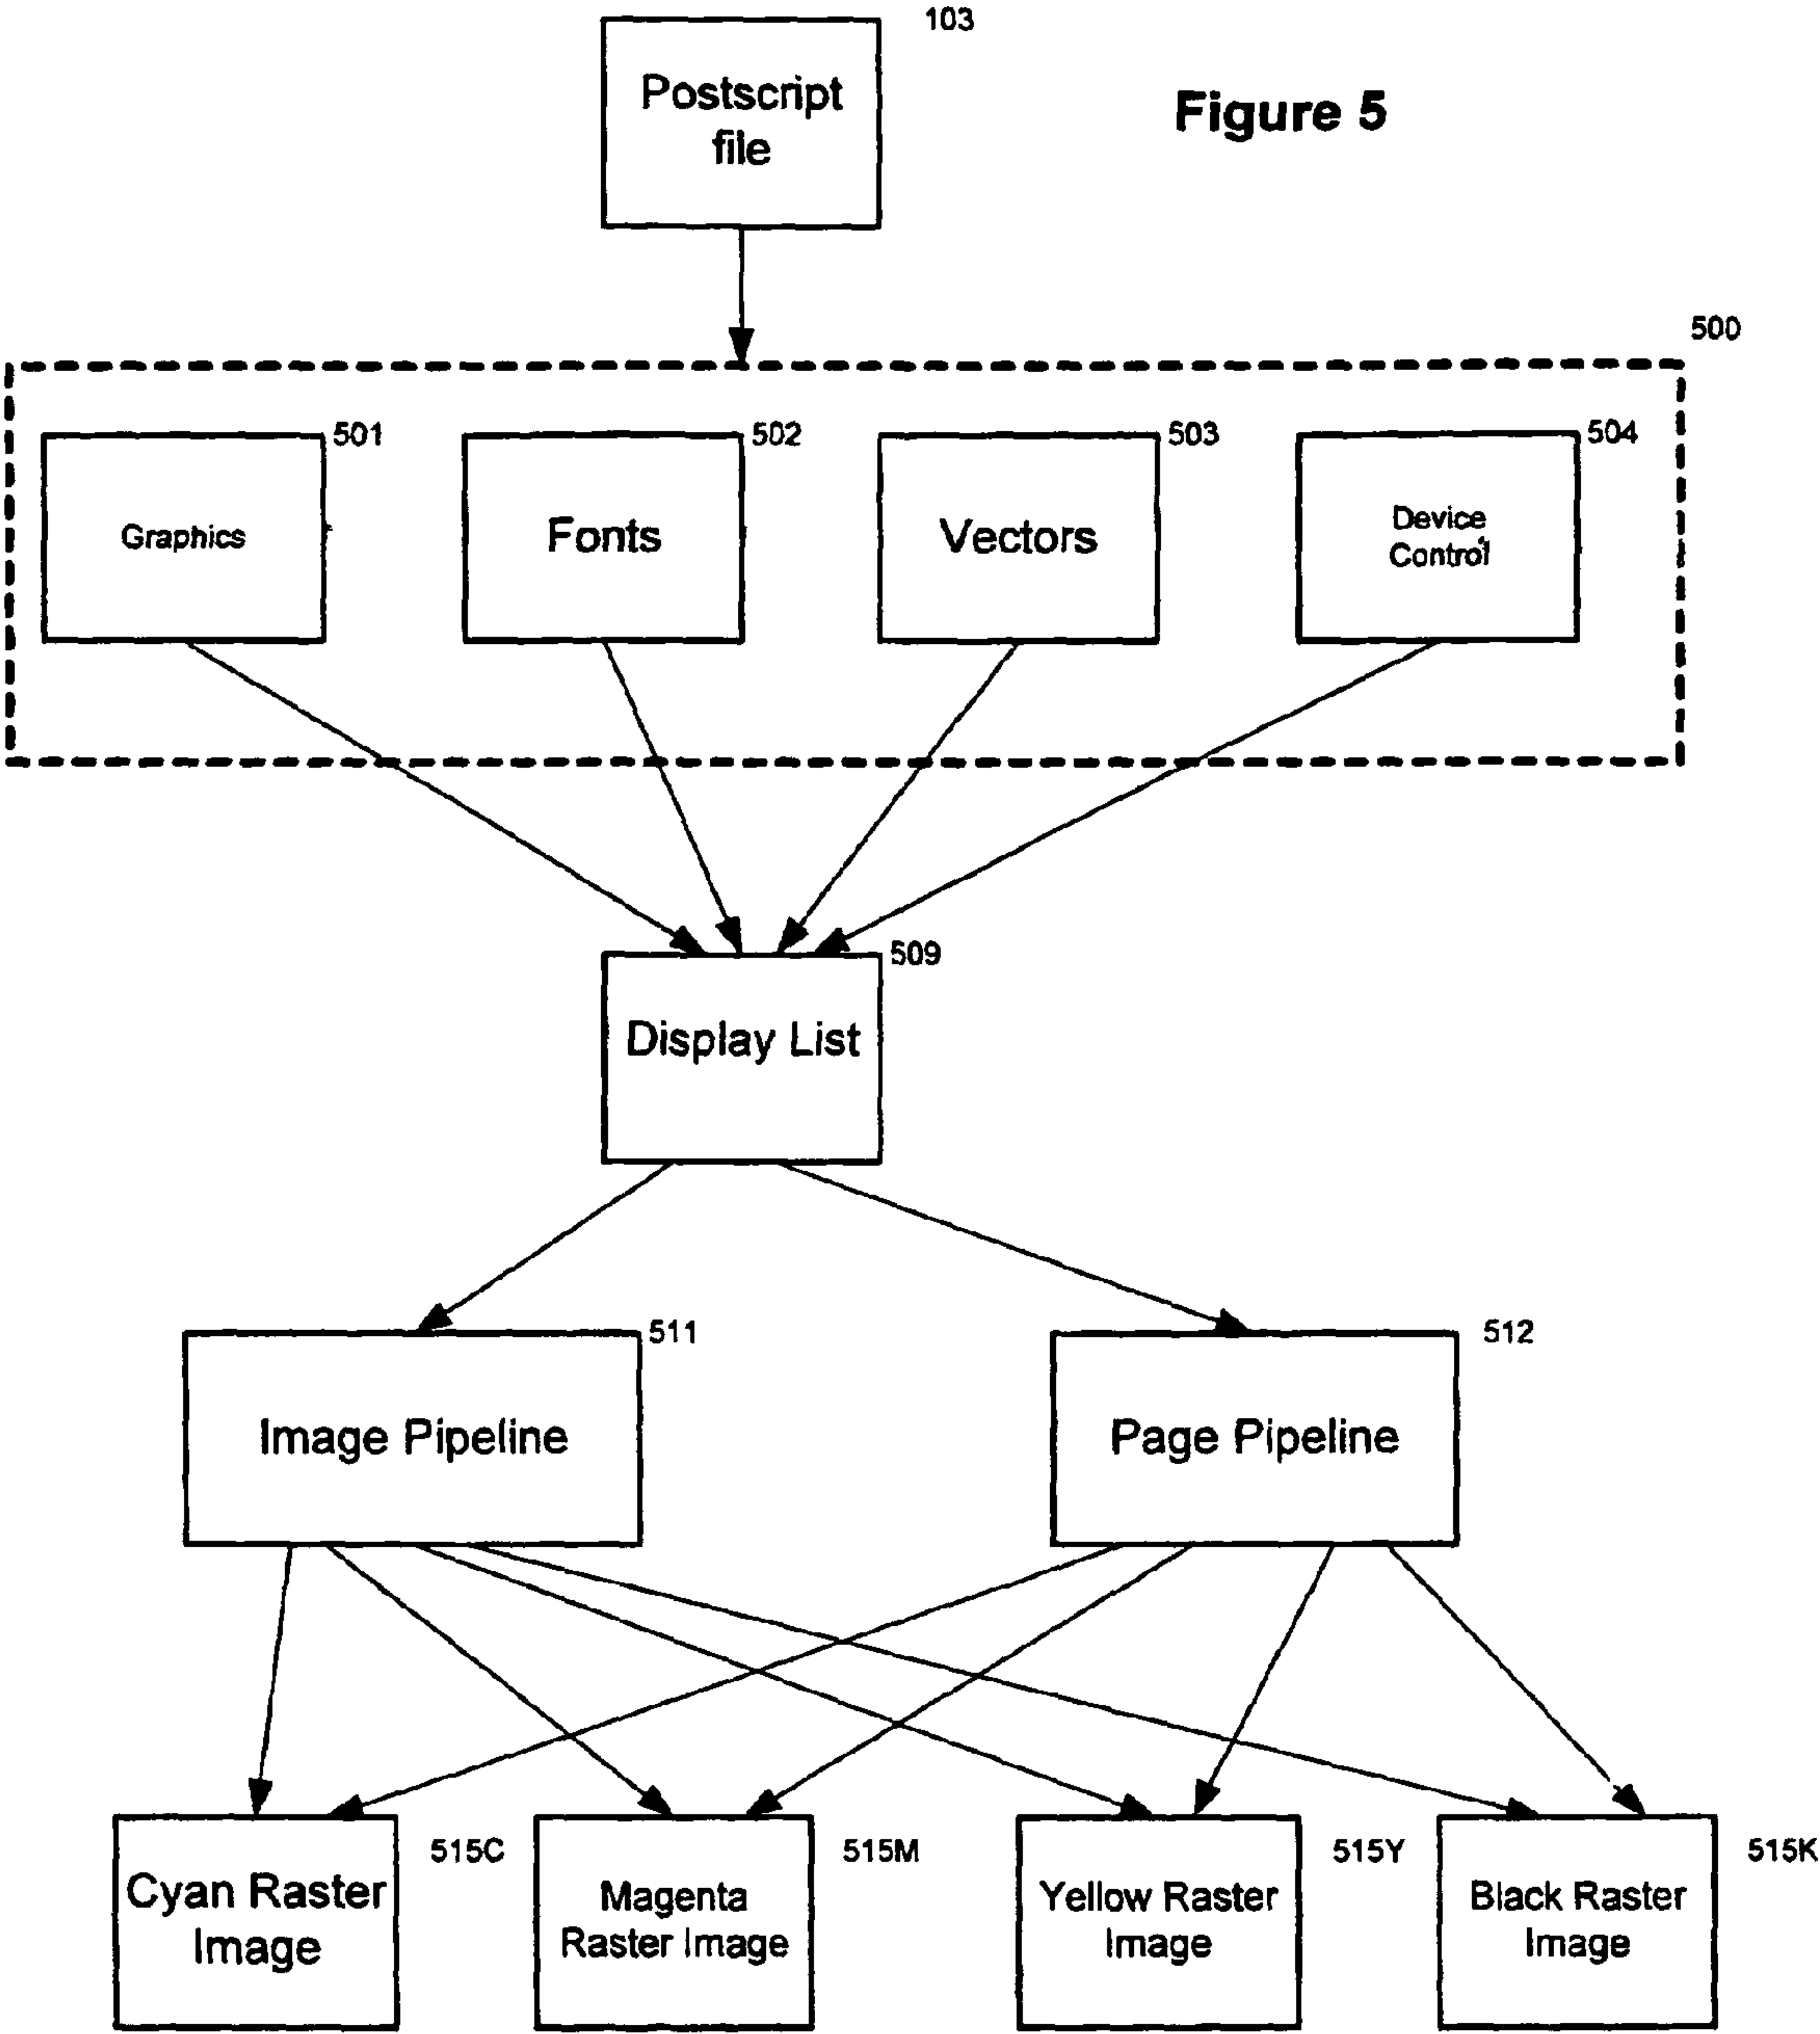 103
Postscript
file
Figure 5
500
501
502
503
504
Graphics
Fonts
Vectors
Device
Control
509
Display List
511
512
Image Pipeline
Page Pipeline
515C
515M
515Y
515K
Cyan Raster
Image
Magenta
Raster Image
Yellow Raster
Image
Black Raster
Image